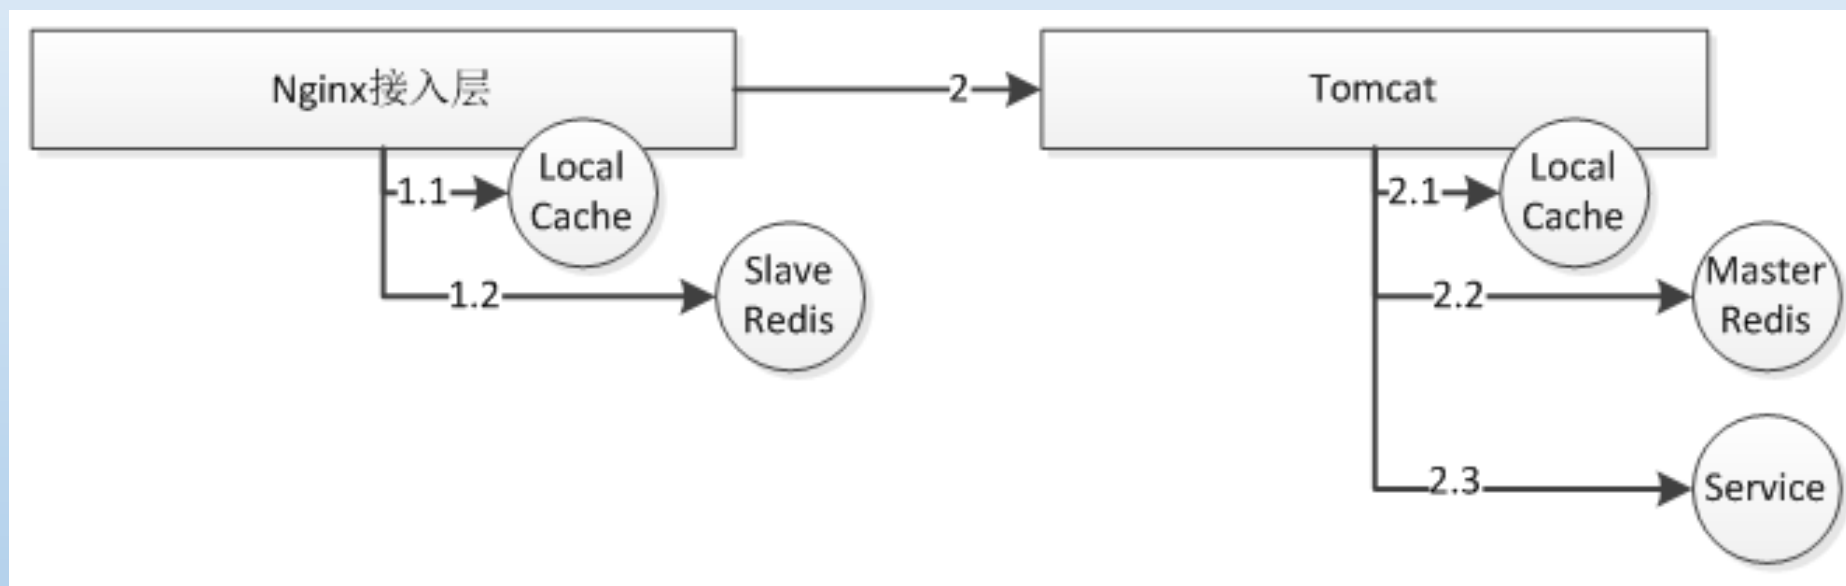 Nginx接入层
2
Tomcat
1.1
Local
Cache
1.2
Slave
Redis
2.1
Local
Cache
2.2
Master
Redis
2.3
Service